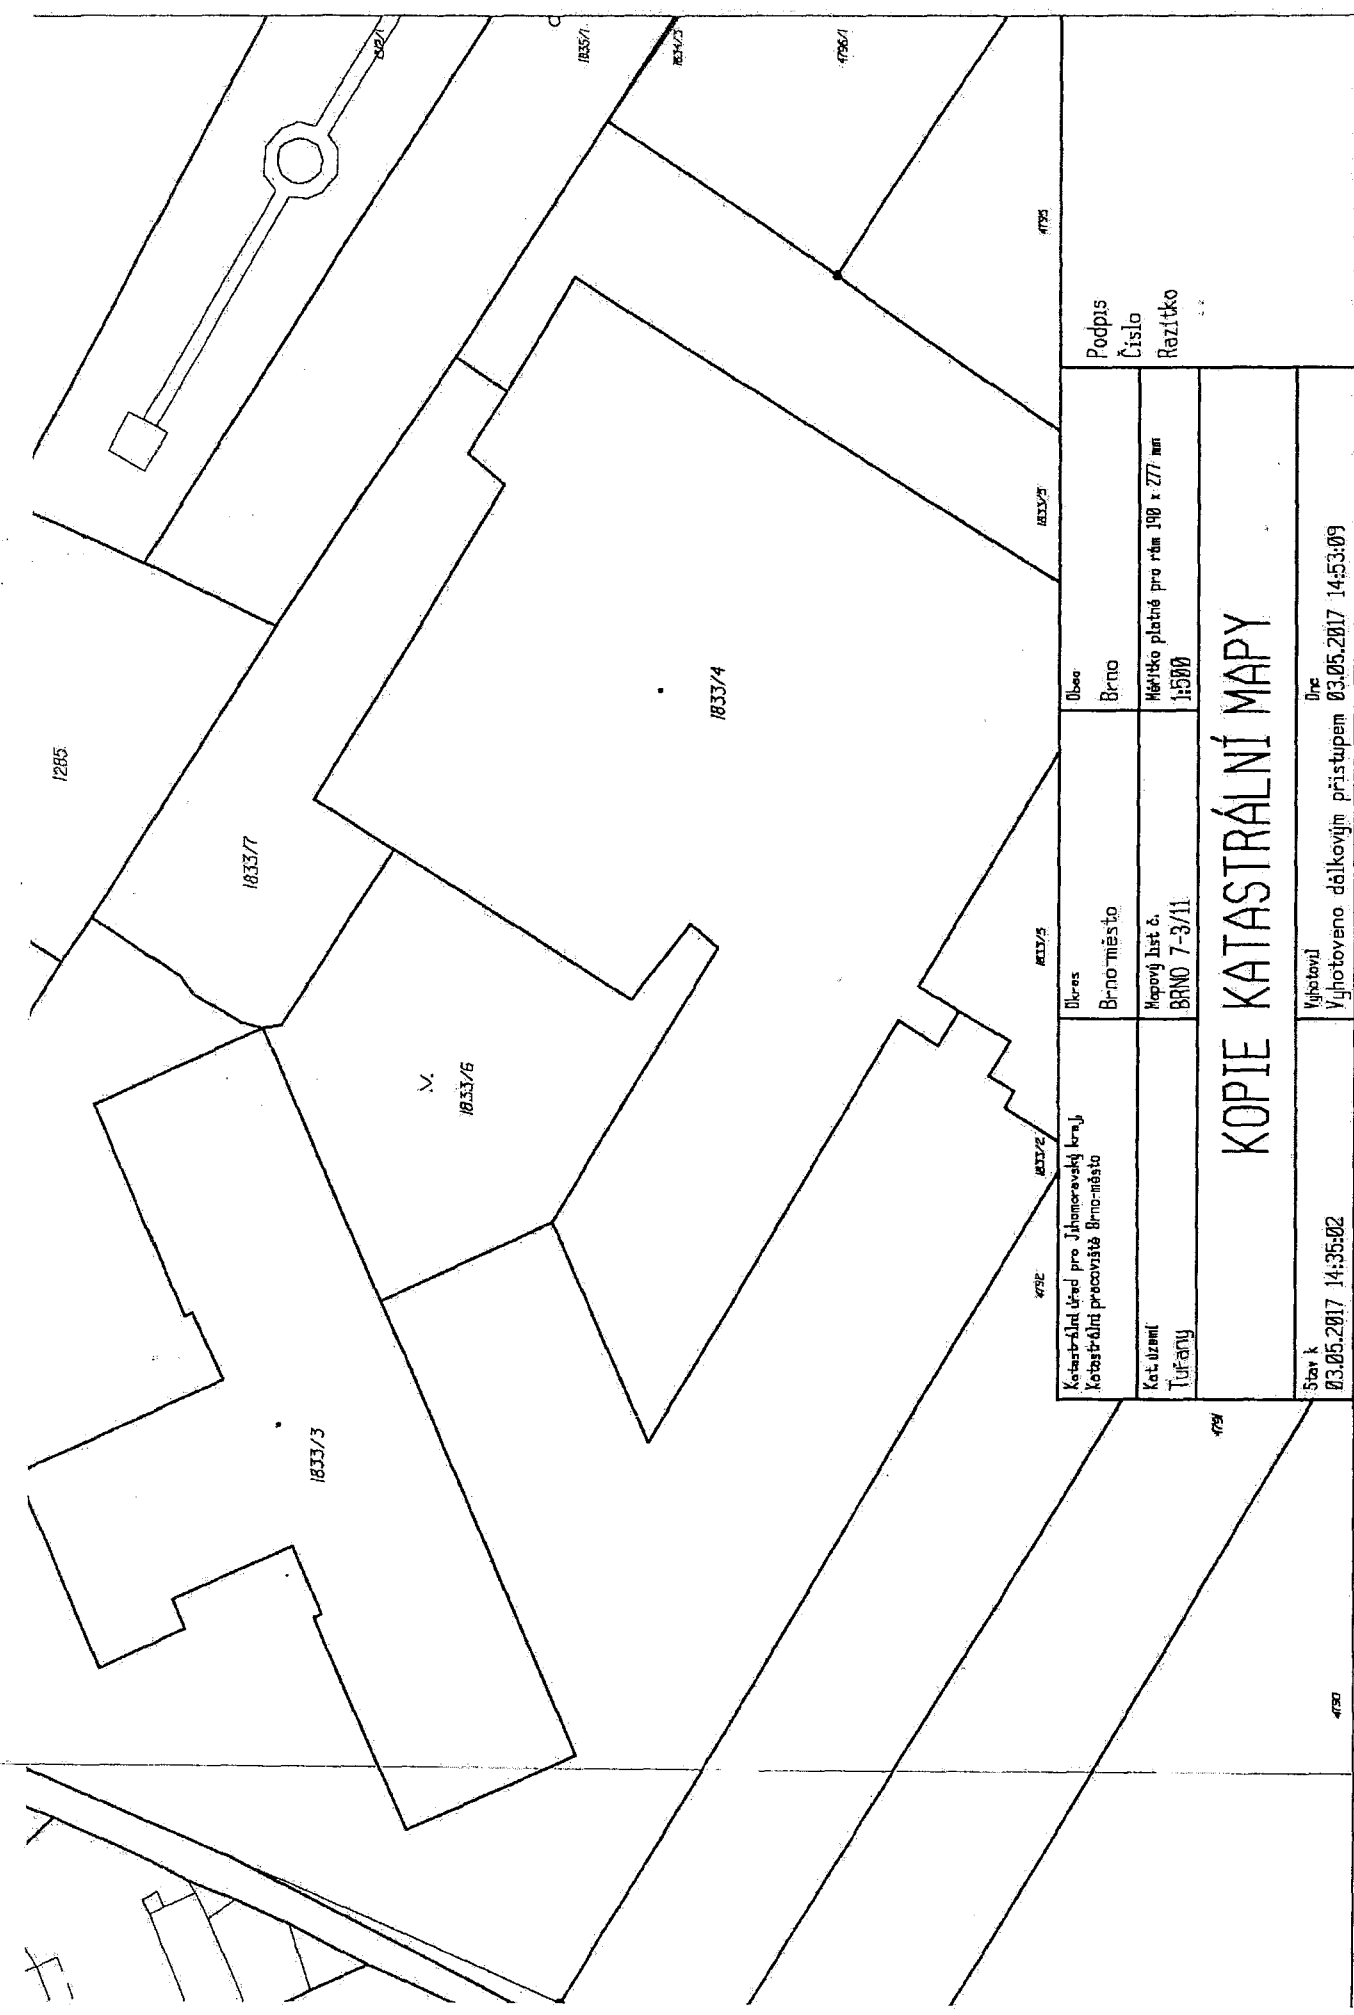 1835/1
1834/3
4796/1
4795
1285
1833/7
1833/4
1833/5
1833/6
1833/3
1833/2
4792
4791
4790
Katastrální úřad pro Jihomoravský kraj,
Katastrální pracoviště Brno-město
Okres
Brno-město
Obec
Brno
Kat. území
Tuřany
Mapový list č.
BRNO 7-3/11
Měřítko platné pro rám 190 x 277 mm
1:500
KOPIE KATASTRÁLNÍ MAPY
Stav k
03.05.2017 14:35:02
Vyhotovil
Vyhotoveno dálkovým přístupem
Dne
03.05.2017 14:53:09
Podpis
Číslo
Razítko